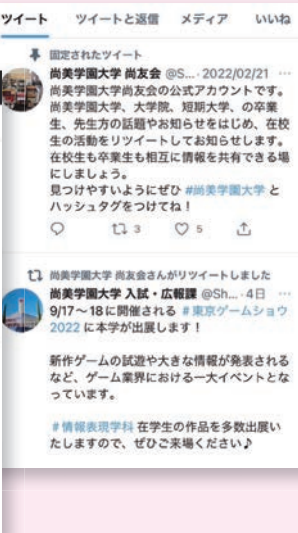 ツイート ツイートと返信 メディア いいね
固定されたツイート
尚美学園大学 尚友会 @S... · 2022/02/21 ···
尚美学園大学尚友会の公式アカウントです。
尚美学園大学、大学院、短期大学、の卒業
生、先生方の話題やお知らせをはじめ、在校
生の活動をリツイートしてお知らせします。
在校生も卒業生も相互に情報を共有できる場
にしましょう。
見つけやすいようにぜひ #尚美学園大学 と
ハッシュタグをつけてね！
3 5
尚美学園大学 尚友会さんがリツイートしました
尚美学園大学 入試・広報課 @Sh... · 4日 ···
9/17〜18に開催される #東京ゲームショウ
2022 に本学が出展します！
新作ゲームの試遊や大きな情報が発表される
など、ゲーム業界における一大イベントとな
っています。
#情報表現学科 在学生の作品を多数出展い
たしますので、ぜひご来場ください♪